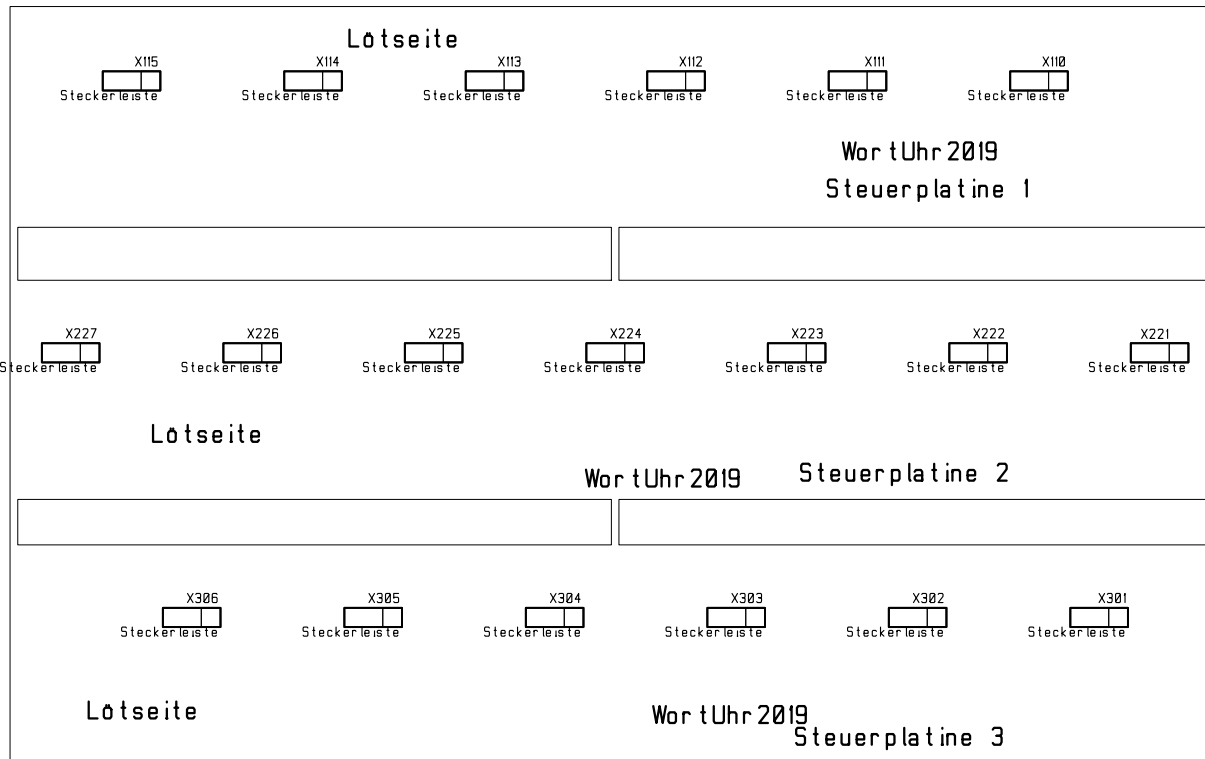 Lötseite
X115 X114 X113 X112 X111 X110
Steckerleiste Steckerleiste Steckerleiste Steckerleiste Steckerleiste Steckerleiste
WortUhr2019
Steuerplatine 1
X227 X226 X225 X224 X223 X222 X221
Steckerleiste Steckerleiste Steckerleiste Steckerleiste Steckerleiste Steckerleiste Steckerleiste
Lötseite
WortUhr2019 Steuerplatine 2
X306 X305 X304 X303 X302 X301
Steckerleiste Steckerleiste Steckerleiste Steckerleiste Steckerleiste Steckerleiste
Lötseite WortUhr2019
Steuerplatine 3